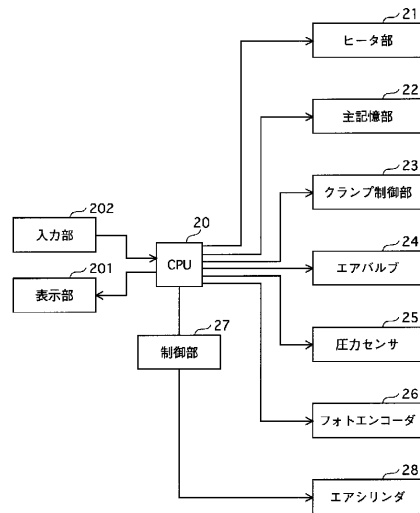 21
ヒータ部
22
主記憶部
23
クランプ制御部
202
入力部
20
CPU
24
エアバルブ
201
表示部
25
圧力センサ
27
制御部
26
フォトエンコーダ
28
エアシリンダ